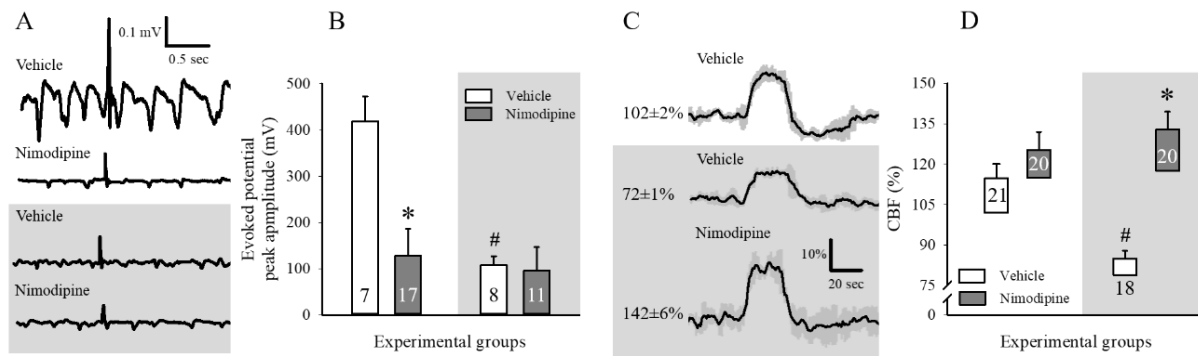 A
0.1 mV
0.5 sec
Vehicle
Nimodipine
Vehicle
Nimodipine
B
Evoked potential
peak apmplitude (mV)
500
400
300
200
100
0
Vehicle
Nimodipine
*
#
7
17
8
11
Experimental groups
C
Vehicle
102±2%
Vehicle
72±1%
Nimodipine
10%
20 sec
142±6%
D
CBF (%)
150
135
120
105
90
75
0
21
20
*
20
#
18
Vehicle
Nimodipine
Experimental groups